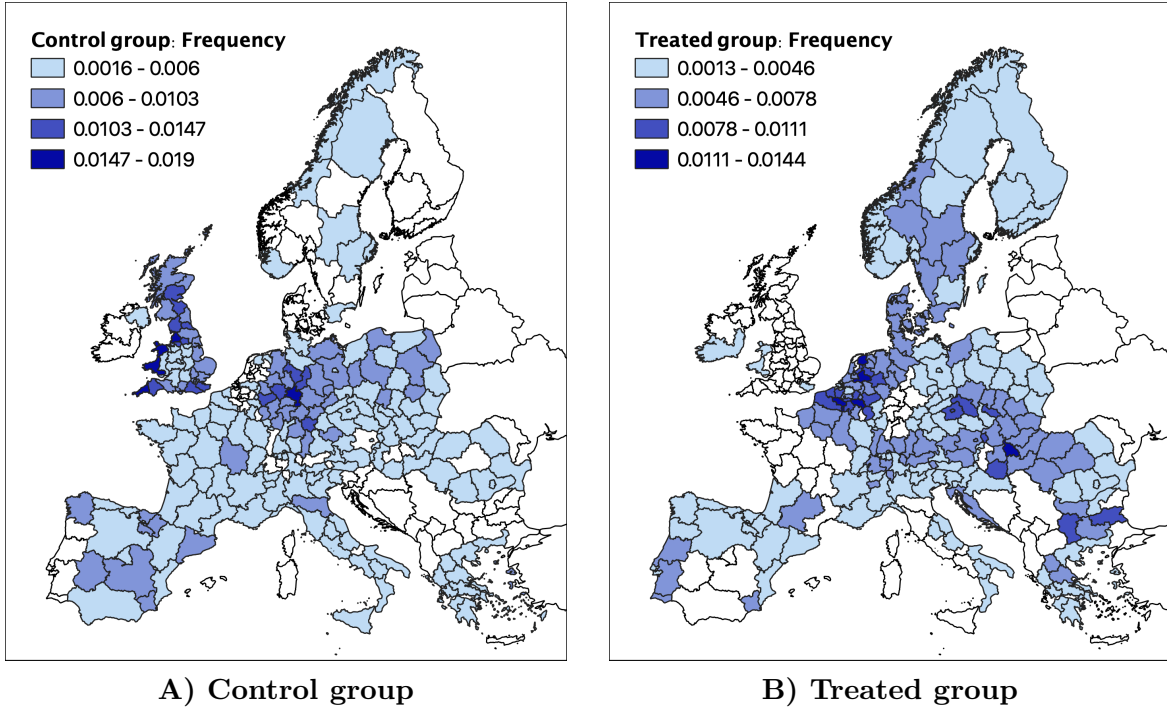 Control group: Frequency
0.0016 - 0.006
0.006 - 0.0103
0.0103 - 0.0147
0.0147 - 0.019
Treated group: Frequency
0.0013 - 0.0046
0.0046 - 0.0078
0.0078 - 0.0111
0.0111 - 0.0144
A) Control group
B) Treated group